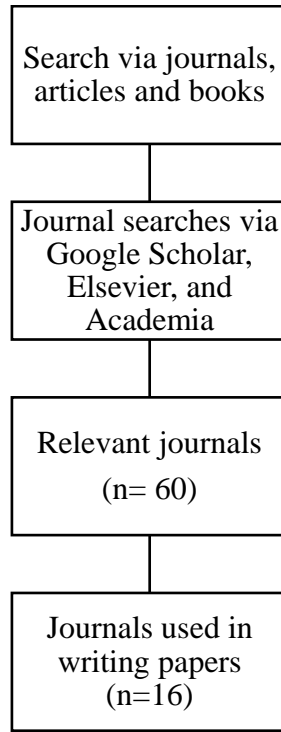 Search via journals,
articles and books
Journal searches via
Google Scholar,
Elsevier, and
Academia
Relevant journals
(n= 60)
Journals used in
writing papers
(n=16)